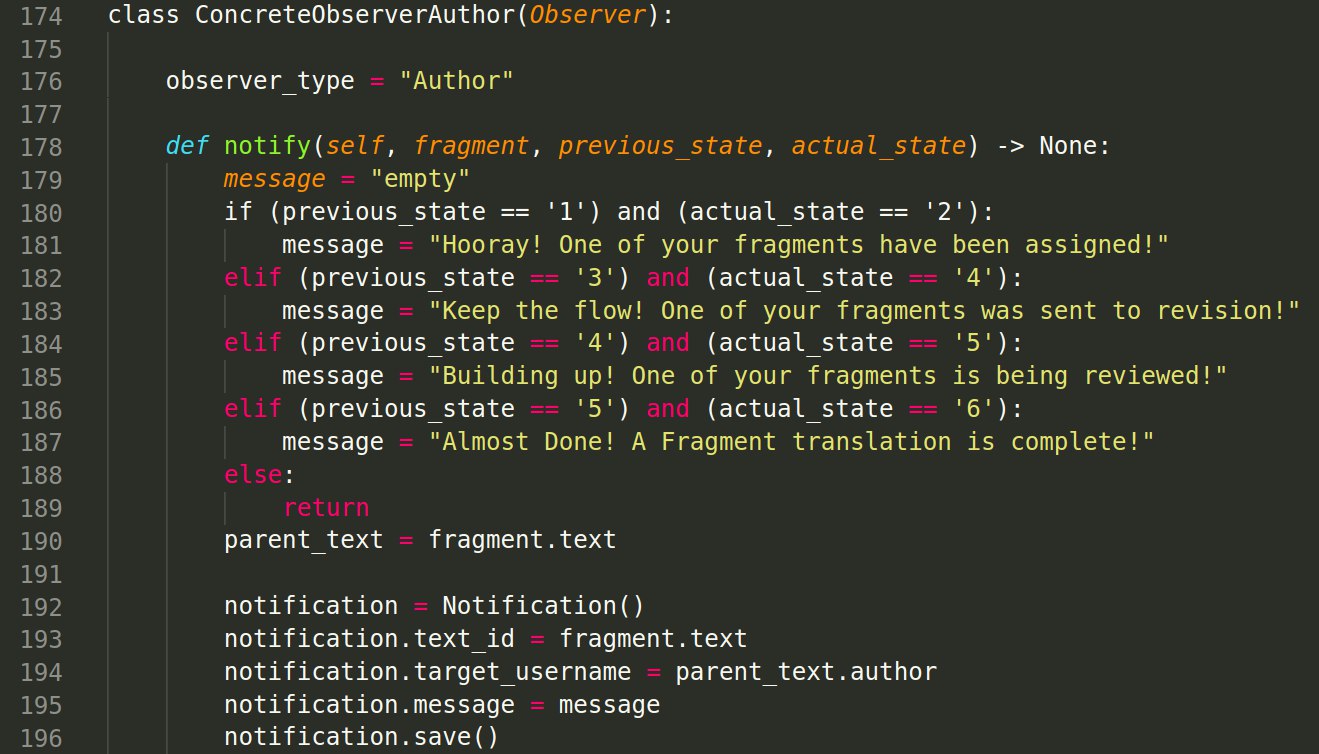 174 class ConcreteObserverAuthor(Observer):
175
176 observer_type = "Author"
177
178 def notify(self, fragment, previous_state, actual_state) -> None:
179 message = "empty"
180 if (previous_state == '1') and (actual_state == '2'):
181 message = "Hooray! One of your fragments have been assigned!"
182 elif (previous_state == '3') and (actual_state == '4'):
183 message = "Keep the flow! One of your fragments was sent to revision!"
184 elif (previous_state == '4') and (actual_state == '5'):
185 message = "Building up! One of your fragments is being reviewed!"
186 elif (previous_state == '5') and (actual_state == '6'):
187 message = "Almost Done! A Fragment translation is complete!"
188 else:
189 return
190 parent_text = fragment.text
191
192 notification = Notification()
193 notification.text_id = fragment.text
194 notification.target_username = parent_text.author
195 notification.message = message
196 notification.save()